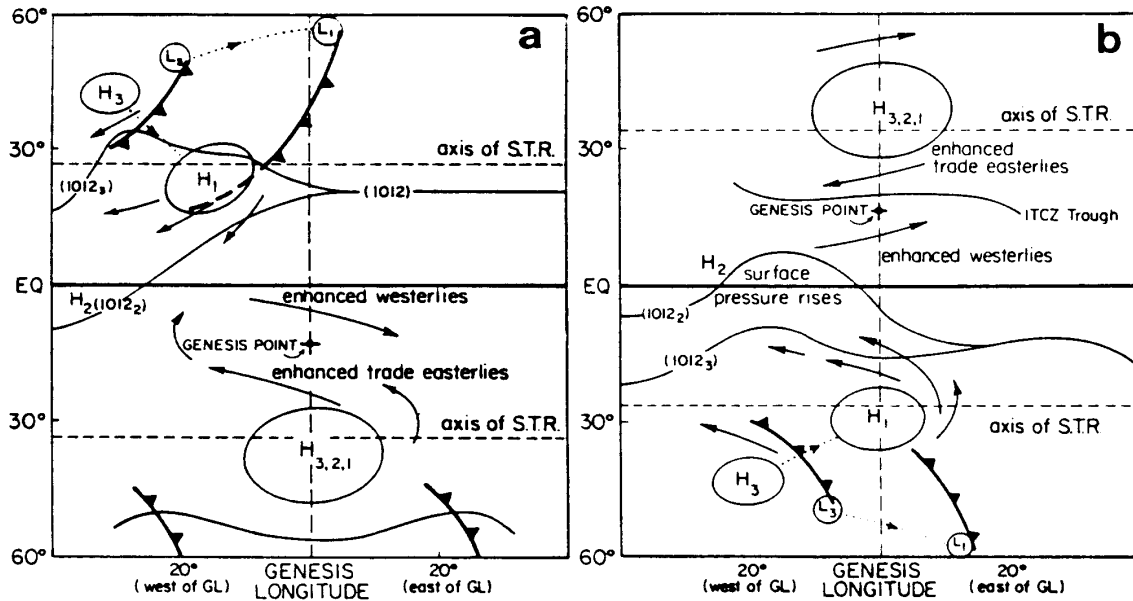 a
60°
L₃
L₁
H₃
30°
axis of S.T.R.
(1012₃)
H₁
(1012)
EQ
H₂(1012₂)
enhanced westerlies
GENESIS POINT
enhanced trade easterlies
30°
axis of S.T.R.
H₃,₂,₁
60°
20°
(west of GL)
GENESIS
LONGITUDE
20°
(east of GL)
b
60°
H₃,₂,₁
30°
axis of S.T.R.
enhanced
trade easterlies
GENESIS POINT
ITCZ Trough
enhanced westerlies
H₂
surface
pressure rises
EQ
(1012₂)
(1012₃)
30°
H₁
axis of S.T.R.
H₃
L₃
L₁
60°
20°
(west of GL)
GENESIS
LONGITUDE
20°
(east of GL)